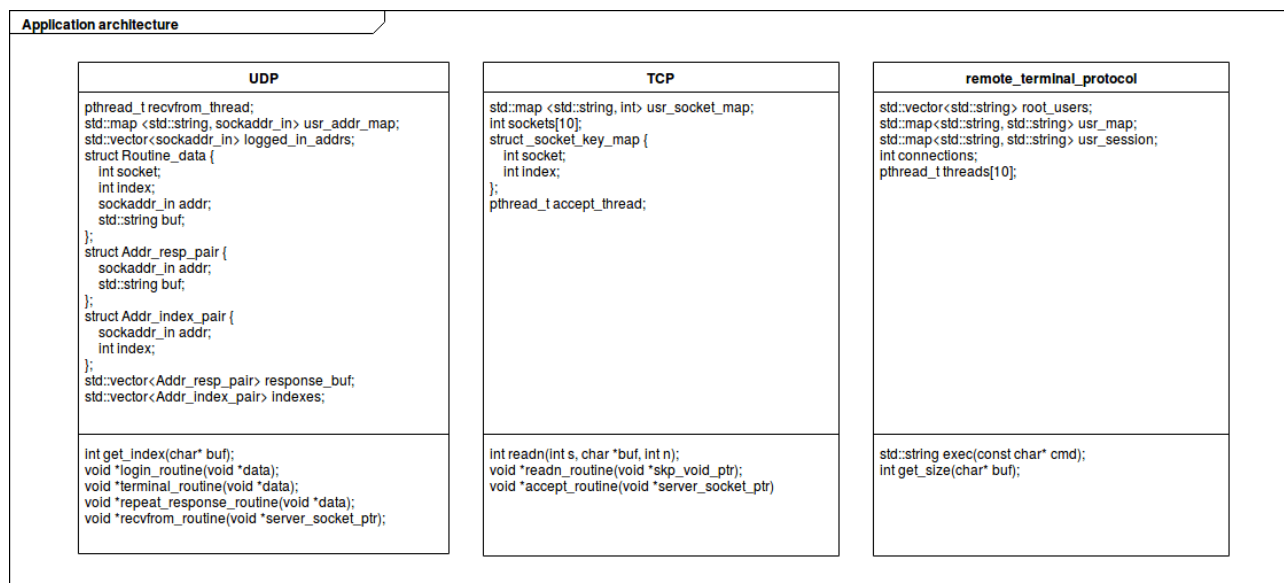 Application architecture
UDP
pthread_t recvfrom_thread;
std::map <std::string, sockaddr_in> usr_addr_map;
std::vector<sockaddr_in> logged_in_addrs;
struct Routine_data {
int socket;
int index;
sockaddr_in addr;
std::string buf;
};
struct Addr_resp_pair {
sockaddr_in addr;
std::string buf;
};
struct Addr_index_pair {
sockaddr_in addr;
int index;
};
std::vector<Addr_resp_pair> response_buf;
std::vector<Addr_index_pair> indexes;
int get_index(char* buf);
void *login_routine(void *data);
void *terminal_routine(void *data);
void *repeat_response_routine(void *data);
void *recvfrom_routine(void *server_socket_ptr);
TCP
std::map <std::string, int> usr_socket_map;
int sockets[10];
struct _socket_key_map {
int socket;
int index;
};
pthread_t accept_thread;
int readn(int s, char *buf, int n);
void *readn_routine(void *skp_void_ptr);
void *accept_routine(void *server_socket_ptr)
remote_terminal_protocol
std::vector<std::string> root_users;
std::map<std::string, std::string> usr_map;
std::map<std::string, std::string> usr_session;
int connections;
pthread_t threads[10];
std::string exec(const char* cmd);
int get_size(char* buf);